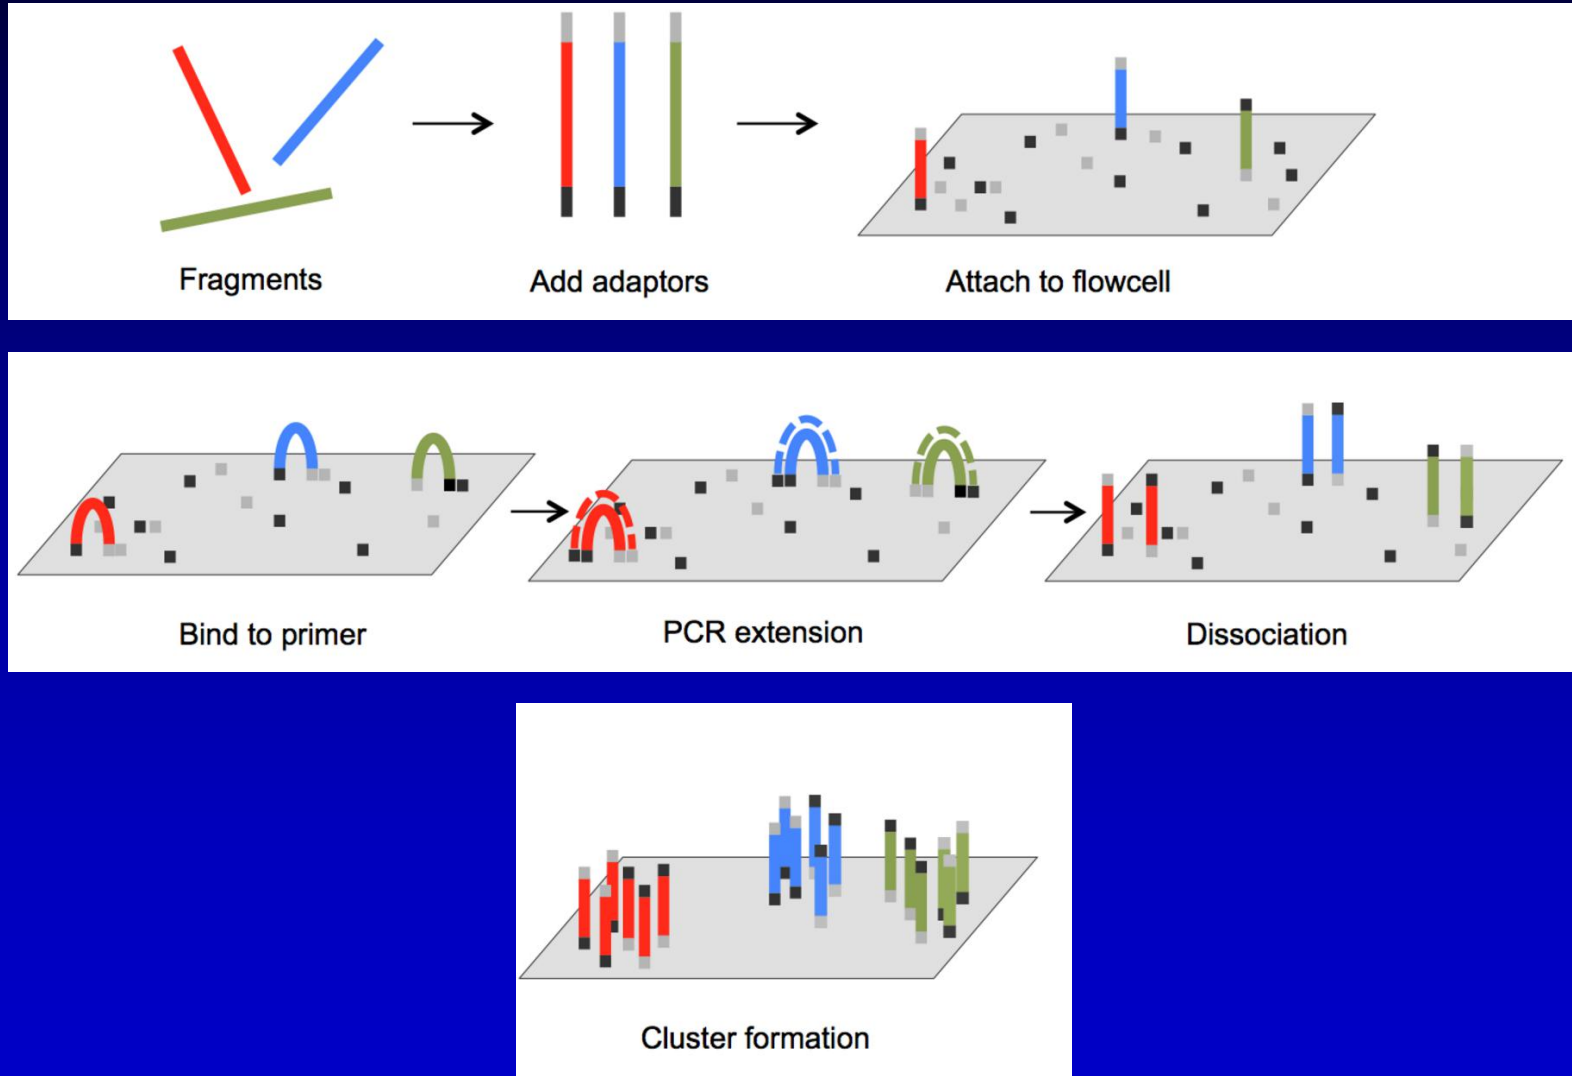 Fragments
Add adaptors
Attach to flowcell
Bind to primer
PCR extension
Dissociation
Cluster formation